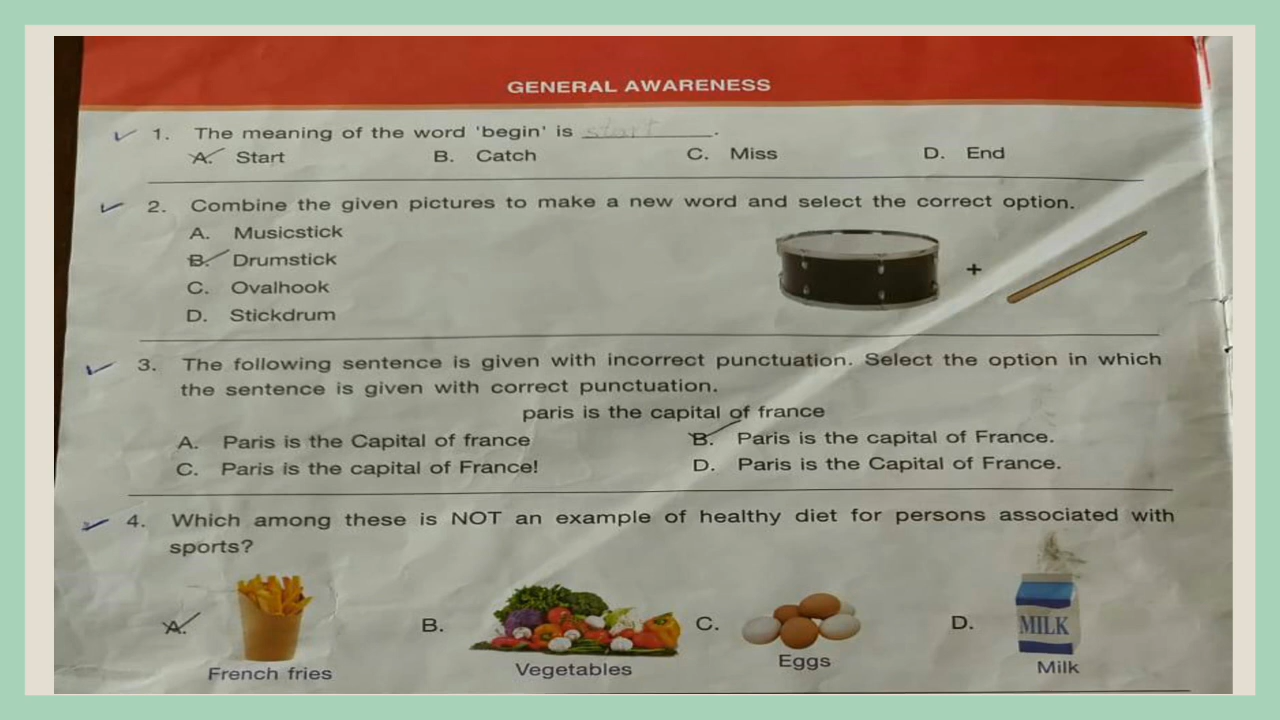 GENERAL AWARENESS
1. The meaning of the word 'begin' is start.
A. Start B. Catch C. Miss D. End
2. Combine the given pictures to make a new word and select the correct option.
A. Musicstick
B. Drumstick
+
C. Ovalhook
D. Stickdrum
3. The following sentence is given with incorrect punctuation. Select the option in which
the sentence is given with correct punctuation.
paris is the capital of france
A. Paris is the Capital of france B. Paris is the capital of France.
C. Paris is the capital of France! D. Paris is the Capital of France.
4. Which among these is NOT an example of healthy diet for persons associated with
sports?
A. B. C. D. MILK
French fries Vegetables Eggs Milk